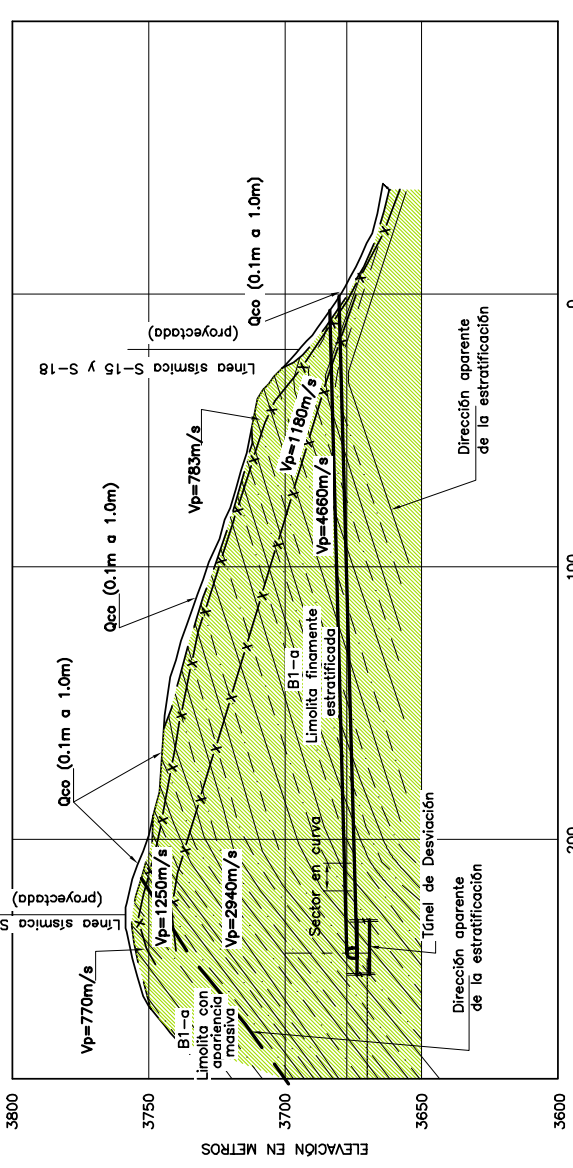 3800
3750
3700
3650
3600
ELEVACIÓN EN METROS
200
100
0
Línea sísmica S
(proyectada)
Línea sísmica S-15 y S-18
(proyectada)
Qco (0.1m a 1.0m)
Qco (0.1m a 1.0m)
Qco (0.1m a 1.0m)
Vp=770m/s
Vp=783m/s
Vp=1250m/s
Vp=1180m/s
Vp=2940m/s
Vp=4660m/s
B1-a
Limolita con
apariencia
masiva
B1-a
Limolita finamente
estratificada
Sector en curva
Túnel de Desviación
Dirección aparente
de la estratificación
Dirección aparente
de la estratificación